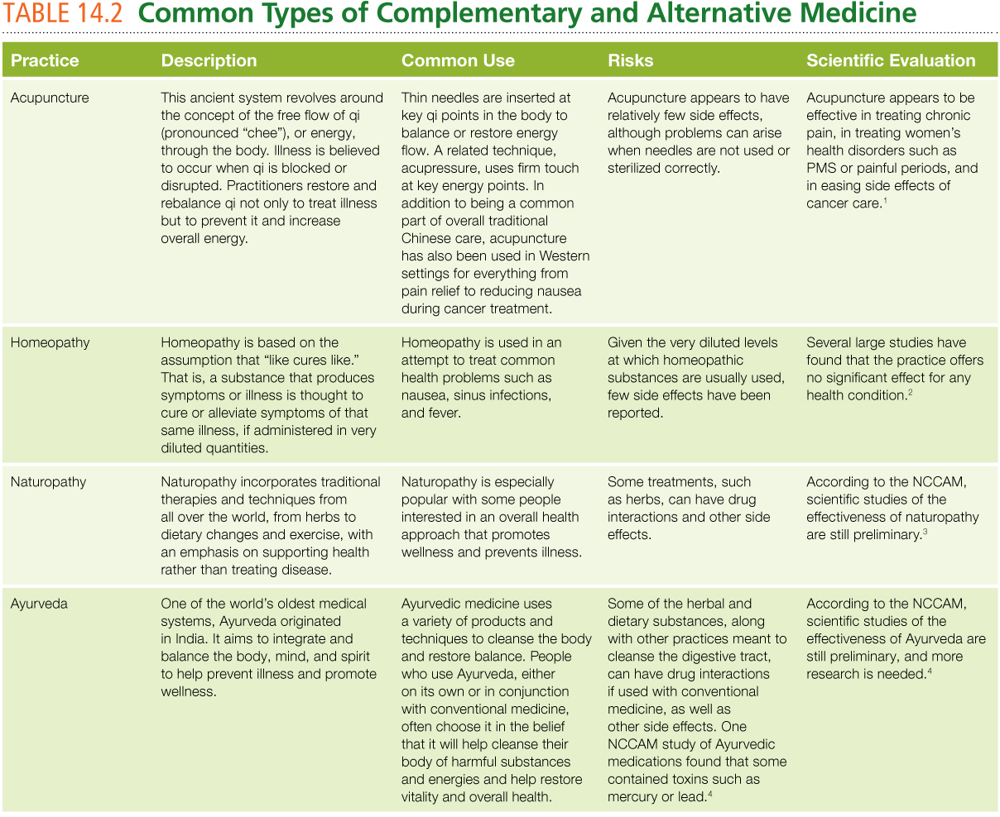 TABLE 14.2 Common Types of Complementary and Alternative Medicine
Practice
Description
Common Use
Risks
Scientific Evaluation
Acupuncture
This ancient system revolves around
the concept of the free flow of qi
(pronounced “chee”), or energy,
through the body. Illness is believed
to occur when qi is blocked or
disrupted. Practitioners restore and
rebalance qi not only to treat illness
but to prevent it and increase
overall energy.
Thin needles are inserted at
key qi points in the body to
balance or restore energy
flow. A related technique,
acupressure, uses firm touch
at key energy points. In
addition to being a common
part of overall traditional
Chinese care, acupuncture
has also been used in Western
settings for everything from
pain relief to reducing nausea
during cancer treatment.
Acupuncture appears to have
relatively few side effects,
although problems can arise
when needles are not used or
sterilized correctly.
Acupuncture appears to be
effective in treating chronic
pain, in treating women’s
health disorders such as
PMS or painful periods, and
in easing side effects of
cancer care.¹
Homeopathy
Homeopathy is based on the
assumption that “like cures like.”
That is, a substance that produces
symptoms or illness is thought to
cure or alleviate symptoms of that
same illness, if administered in very
diluted quantities.
Homeopathy is used in an
attempt to treat common
health problems such as
nausea, sinus infections,
and fever.
Given the very diluted levels
at which homeopathic
substances are usually used,
few side effects have been
reported.
Several large studies have
found that the practice offers
no significant effect for any
health condition.²
Naturopathy
Naturopathy incorporates traditional
therapies and techniques from
all over the world, from herbs to
dietary changes and exercise, with
an emphasis on supporting health
rather than treating disease.
Naturopathy is especially
popular with some people
interested in an overall health
approach that promotes
wellness and prevents illness.
Some treatments, such
as herbs, can have drug
interactions and other side
effects.
According to the NCCAM,
scientific studies of the
effectiveness of naturopathy
are still preliminary.³
Ayurveda
One of the world’s oldest medical
systems, Ayurveda originated
in India. It aims to integrate and
balance the body, mind, and spirit
to help prevent illness and promote
wellness.
Ayurvedic medicine uses
a variety of products and
techniques to cleanse the body
and restore balance. People
who use Ayurveda, either
on its own or in conjunction
with conventional medicine,
often choose it in the belief
that it will help cleanse their
body of harmful substances
and energies and help restore
vitality and overall health.
Some of the herbal and
dietary substances, along
with other practices meant to
cleanse the digestive tract,
can have drug interactions
if used with conventional
medicine, as well as
other side effects. One
NCCAM study of Ayurvedic
medications found that some
contained toxins such as
mercury or lead.⁴
According to the NCCAM,
scientific studies of the
effectiveness of Ayurveda are
still preliminary, and more
research is needed.⁴